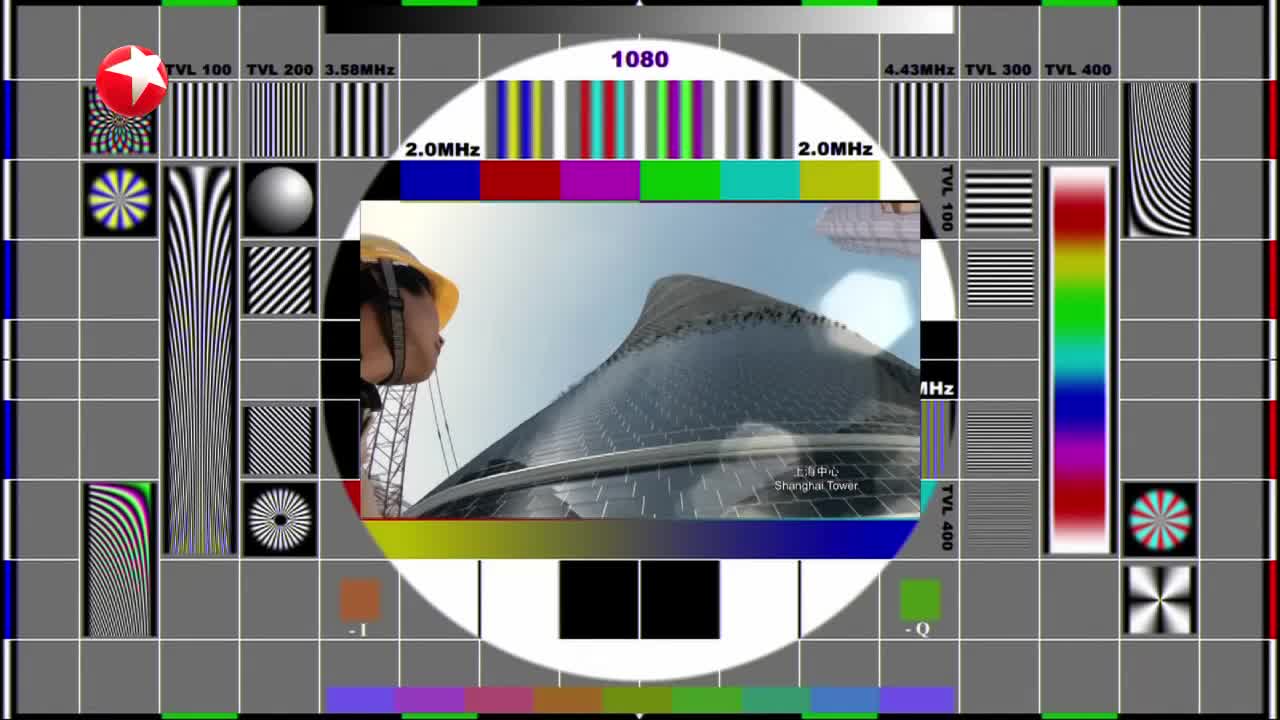 1080
TVL 100 TVL 200 3.58MHz
4.43MHz TVL 300 TVL 400
2.0MHz
2.0MHz
TVL 100
MHz
上海中心
Shanghai Tower
TVL 400
- I
- Q